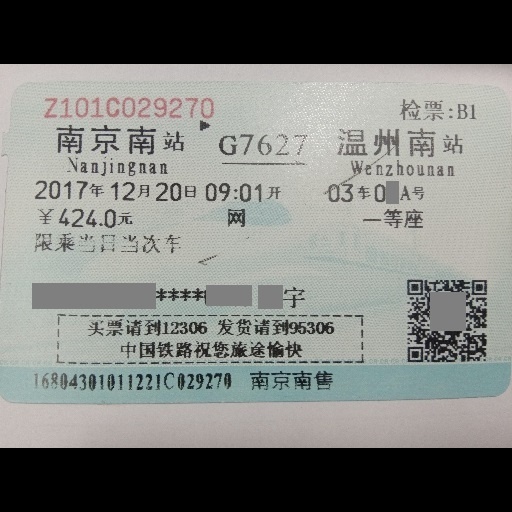 Z101C029270 检票:B1
南京南站 G7627 温州南站
Nanjingnan Wenzhounan
2017年12月20日09:01开 03车0 A号
￥424.0元 网 一等座
限乘当日当次车
**** 宇
买票请到12306 发货请到95306
中国铁路祝您旅途愉快
16804301011221C029270 南京南售